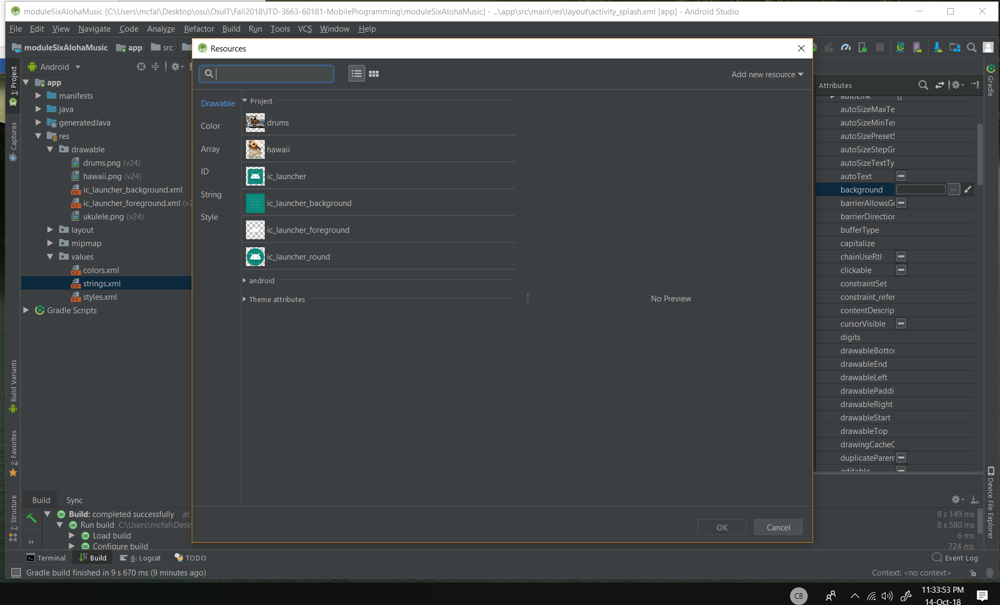 moduleSixAlohaMusic [C:\Users\mcfal\Desktop\osu\OsuIT\Fall2018\ITD-3663-60181-MobileProgramming\moduleSixAlohaMusic] - ...\app\src\main\res\layout\activity_splash.xml [app] - Android Studio
File Edit View Navigate Code Analyze Refactor Build Run Tools VCS Window Help
moduleSixAlohaMusic app src
Resources
Add new resource
1: Project
Captures
Build Variants
2: Favorites
7: Structure
Android
app
manifests
java
generatedJava
res
drawable
drums.png (v24)
hawaii.png (v24)
ic_launcher_background.xml
ic_launcher_foreground.xml (v2
ukulele.png (v24)
layout
mipmap
values
colors.xml
strings.xml
styles.xml
Gradle Scripts
Drawable
Color
Array
ID
String
Style
Project
drums
hawaii
ic_launcher
ic_launcher_background
ic_launcher_foreground
ic_launcher_round
android
Theme attributes
No Preview
OK
Cancel
Attributes
autoLink []
autoSizeMaxTe
autoSizeMinTex
autoSizePresetS
autoSizeStepGr
autoSizeTextTy
autoText
background ...
barrierAllowsGo
barrierDirection
bufferType
capitalize
chainUseRtl
clickable
constraintSet
constraint_refer
contentDescrip
cursorVisible
digits
drawableBottor
drawableEnd
drawableLeft
drawablePaddi
drawableRight
drawableStart
drawableTop
drawingCacheC
duplicateParent
editable
Gradle
Device File Explorer
Build Sync
Build: completed successfully at
9 s 149 ms
Run build C:\Users\mcfal\Deskt
8 s 580 ms
Load build
6 ms
Configure build
724 ms
Terminal Build 6: Logcat TODO
Event Log
Gradle build finished in 9 s 670 ms (9 minutes ago)
Context: <no context>
CB
11:33:53 PM
14-Oct-18